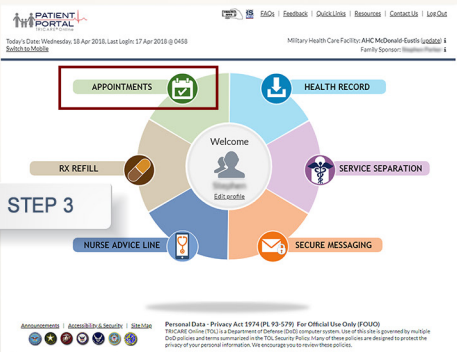 PATIENT
PORTAL
TRICAREOnline
FAQs | Feedback | Quick Links | Resources | Contact Us | Log Out
Today's Date: Wednesday, 18 Apr 2018. Last Login: 17 Apr 2018 @ 0458
Switch to Mobile
Military Health Care Facility: AHC McDonald-Eustis (update)
Family Sponsor:
APPOINTMENTS
HEALTH RECORD
Welcome
Edit profile
RX REFILL
SERVICE SEPARATION
STEP 3
NURSE ADVICE LINE
SECURE MESSAGING
Announcements | Accessibility & Security | Site Map
Personal Data - Privacy Act 1974 (PL 93-579) For Official Use Only (FOUO)
TRICARE Online (TOL) is a Department of Defense (DoD) computer system. Use of this site is governed by multiple
DoD policies and terms summarized in the TOL Security Policy. Many of these policies are designed to protect the
privacy of your personal information. We encourage you to review these policies.